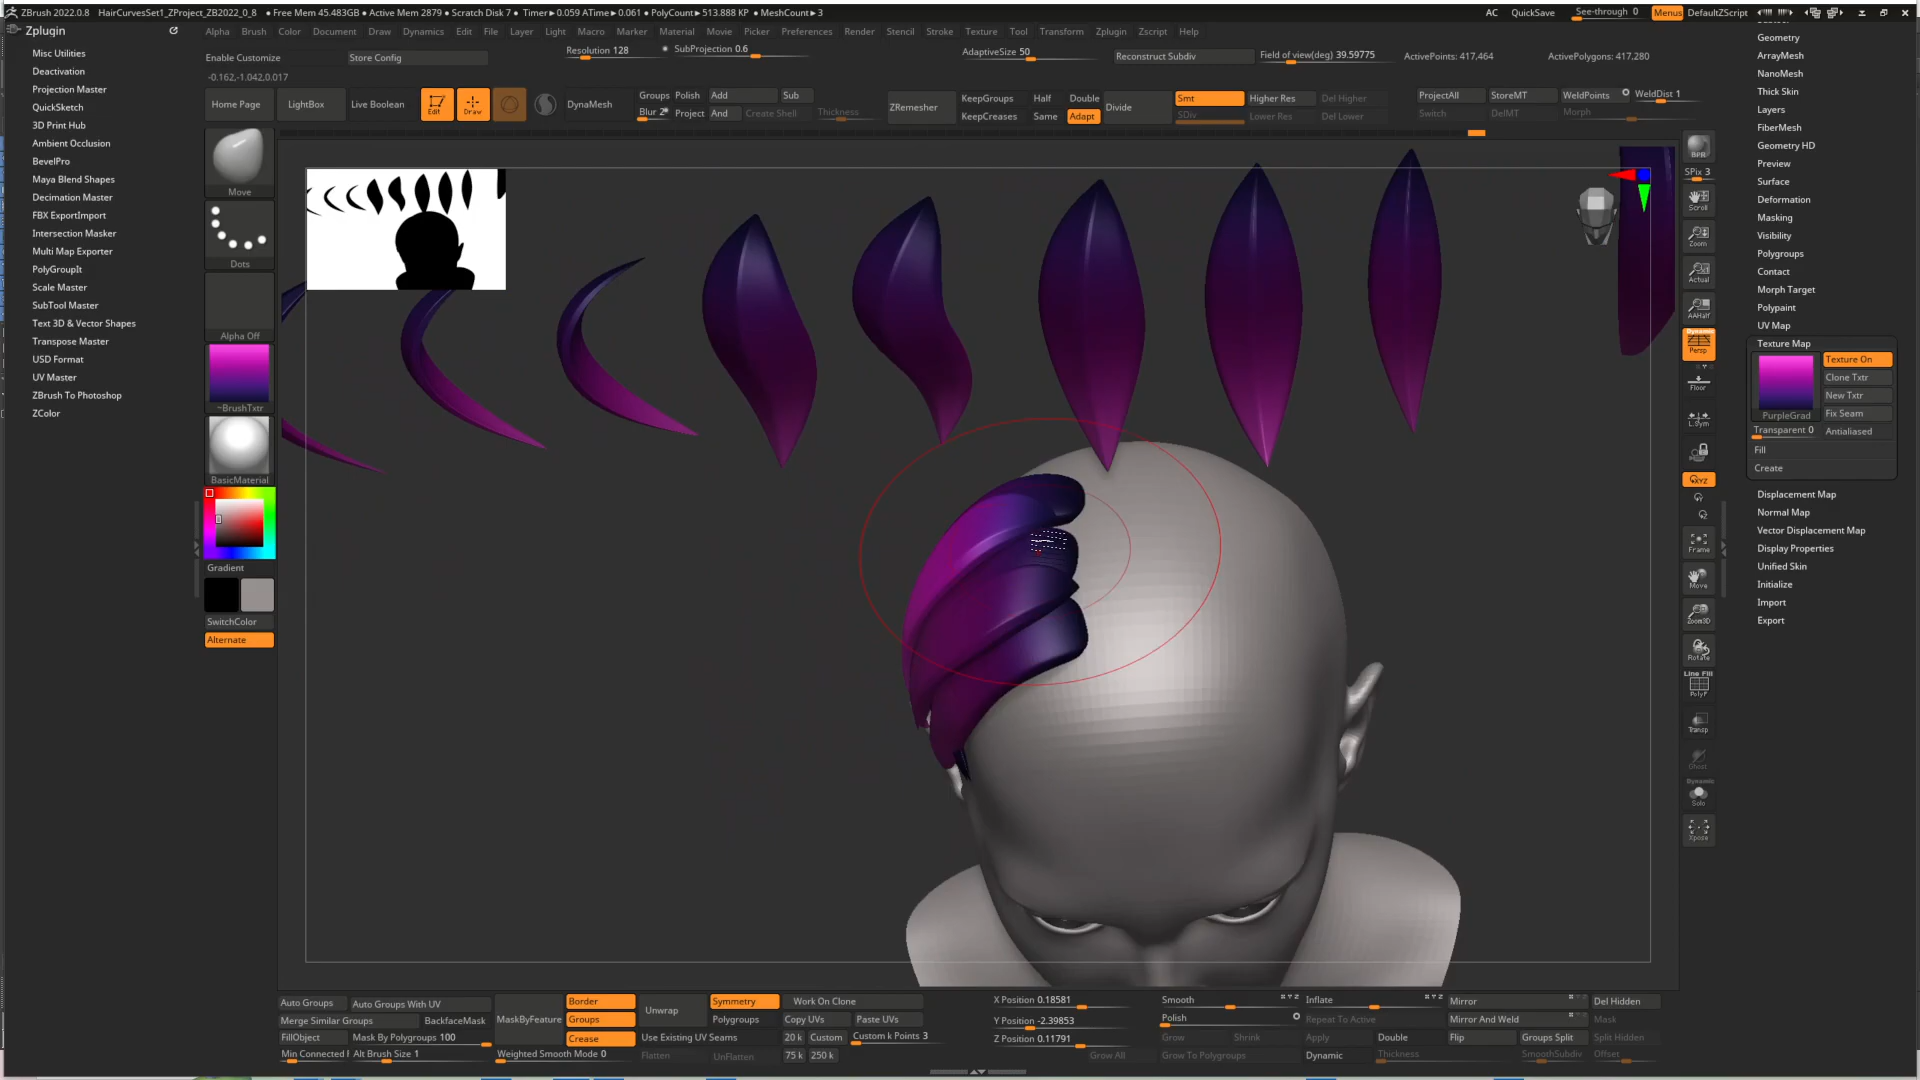 ZBrush 2022.0.8 HairCurvesSet1_ZProject_ZB2022_0_8 • Free Mem 45.483GB • Active Mem 2879 • Scratch Disk 7 • Timer▸0.059 ATime▸0.061 • PolyCount▸513.888 KP • MeshCount▸3
AC QuickSave See-through 0 Menus DefaultZScript
Zplugin
Alpha Brush Color Document Draw Dynamics Edit File Layer Light Macro Marker Material Movie Picker Preferences Render Stencil Stroke Texture Tool Transform Zplugin Zscript Help
Misc Utilities
Deactivation
Projection Master
QuickSketch
3D Print Hub
Ambient Occlusion
BevelPro
Maya Blend Shapes
Decimation Master
FBX ExportImport
Intersection Masker
Multi Map Exporter
PolyGroupIt
Scale Master
SubTool Master
Text 3D & Vector Shapes
Transpose Master
USD Format
UV Master
ZBrush To Photoshop
ZColor
Enable Customize
Store Config
Resolution 128
SubProjection 0.6
AdaptiveSize 50
Reconstruct Subdiv
Field of view(deg) 39.59775
ActivePoints: 417,464
ActivePolygons: 417,280
-0.162,-1.042,0.017
Home Page
LightBox
Live Boolean
Edit
Draw
DynaMesh
Groups Polish Add Sub
Blur 2 Project And Create Shell Thickness
ZRemesher
KeepGroups Half Double
KeepCreases Same Adapt
Divide
Smt Higher Res Del Higher
SDiv Lower Res Del Lower
ProjectAll StoreMT WeldPoints WeldDist 1
Switch DelMT Morph
Move
Dots
Alpha Off
~BrushTxtr
BasicMaterial
Gradient
SwitchColor
Alternate
BPR
SPix 3
Scroll
Zoom
Actual
AAHalf
Dynamic
Persp
Floor
L.Sym
XYZ
Frame
Move
Zoom3D
Rotate
Line Fill
PolyF
Transp
Ghost
Dynamic
Solo
Xpose
Geometry
ArrayMesh
NanoMesh
Thick Skin
Layers
FiberMesh
Geometry HD
Preview
Surface
Deformation
Masking
Visibility
Polygroups
Contact
Morph Target
Polypaint
UV Map
Texture Map
Texture On
Clone Txtr
New Txtr
PurpleGrad
Fix Seam
Transparent 0 Antialiased
Fill
Create
Displacement Map
Normal Map
Vector Displacement Map
Display Properties
Unified Skin
Initialize
Import
Export
Auto Groups Auto Groups With UV
Merge Similar Groups BackfaceMask
FillObject Mask By Polygroups 100
Min Connected Alt Brush Size 1
MaskByFeature
Border
Groups
Crease
Weighted Smooth Mode 0
Unwrap
Symmetry
Polygroups
Use Existing UV Seams
Flatten UnFlatten
Work On Clone
Copy UVs Paste UVs
20 k Custom Custom k Points 3
75 k 250 k
X Position 0.18581
Y Position -2.39853
Z Position 0.11791
Grow All
Smooth
Polish
Grow Shrink
Grow To Polygroups
Inflate
Repeat To Active
Apply Double
Dynamic Thickness
Mirror
Mirror And Weld
Flip Groups Split
SmoothSubdiv
Del Hidden
Mask
Split Hidden
Offset